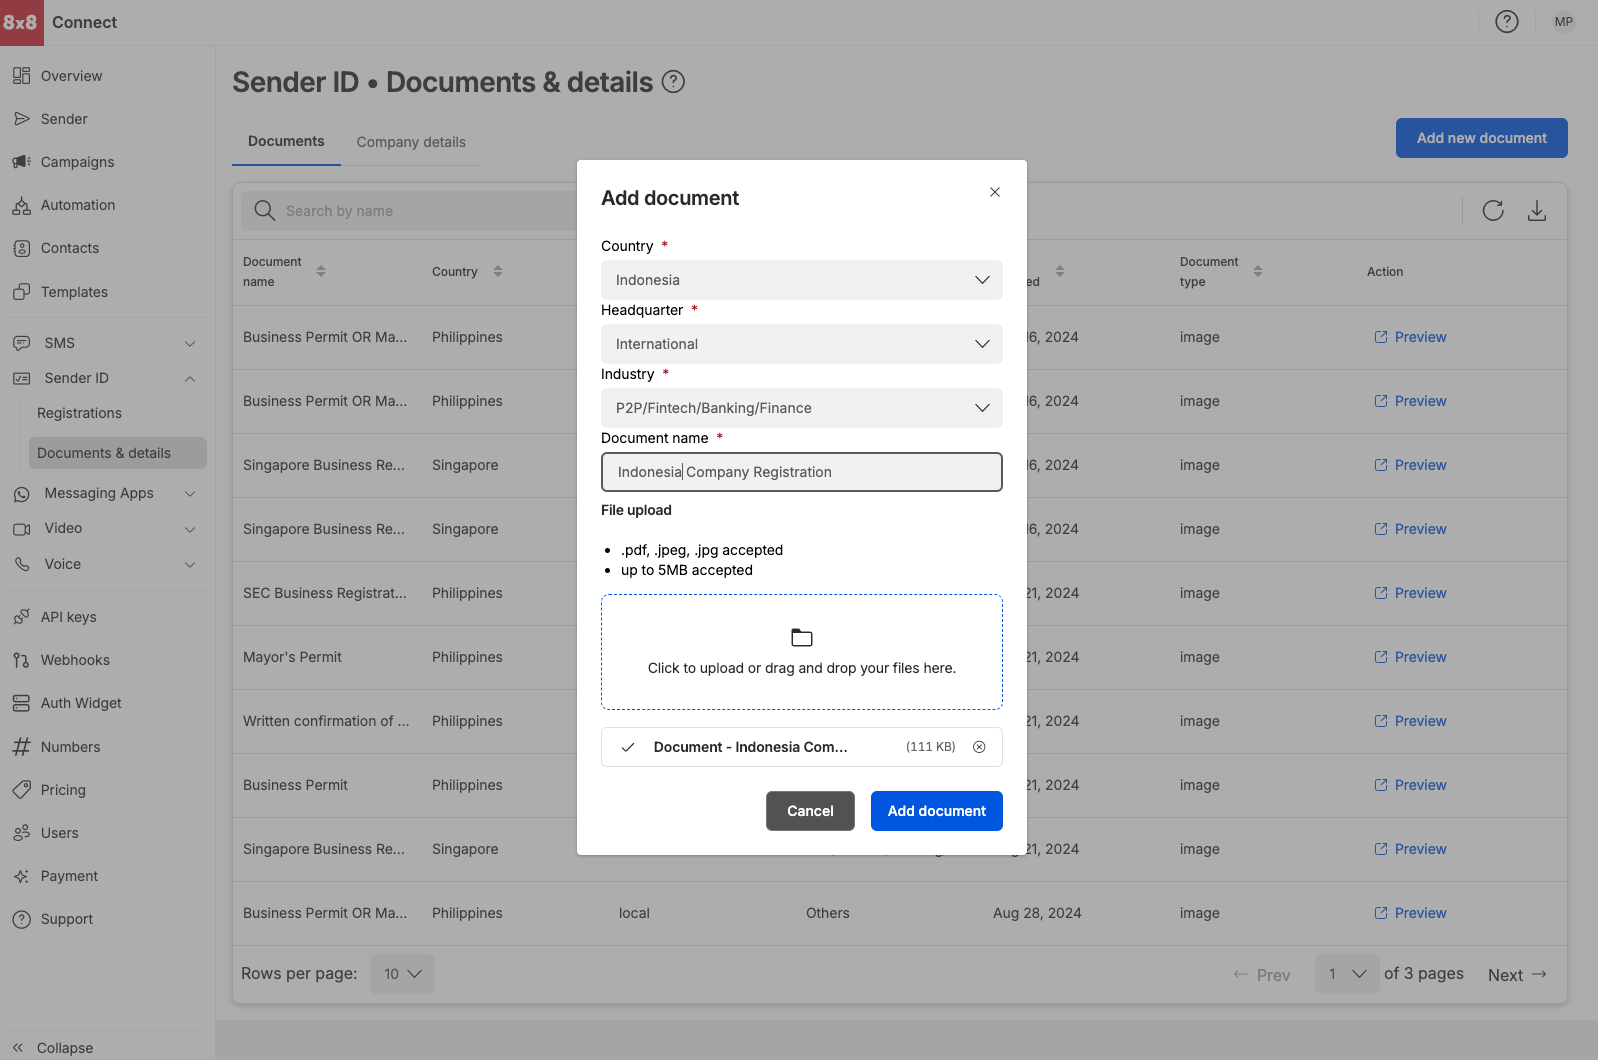 8x8 Connect
MP
Overview
Sender
Campaigns
Automation
Contacts
Templates
SMS
Sender ID
Registrations
Documents & details
Messaging Apps
Video
Voice
API keys
Webhooks
Auth Widget
Numbers
Pricing
Users
Payment
Support
Collapse
Sender ID • Documents & details
Documents Company details
Add new document
Search by name
Document name Country ed Document type Action
Business Permit OR Ma... Philippines 16, 2024 image Preview
Business Permit OR Ma... Philippines 16, 2024 image Preview
Singapore Business Re... Singapore 16, 2024 image Preview
Singapore Business Re... Singapore 16, 2024 image Preview
SEC Business Registrat... Philippines 21, 2024 image Preview
Mayor's Permit Philippines 21, 2024 image Preview
Written confirmation of ... Philippines 21, 2024 image Preview
Business Permit Philippines 21, 2024 image Preview
Singapore Business Re... Singapore 21, 2024 image Preview
Business Permit OR Ma... Philippines local Others Aug 28, 2024 image Preview
Rows per page: 10
Prev 1 of 3 pages Next
Add document
Country *
Indonesia
Headquarter *
International
Industry *
P2P/Fintech/Banking/Finance
Document name *
Indonesia Company Registration
File upload
• .pdf, .jpeg, .jpg accepted
• up to 5MB accepted
Click to upload or drag and drop your files here.
Document - Indonesia Com... (111 KB)
Cancel
Add document